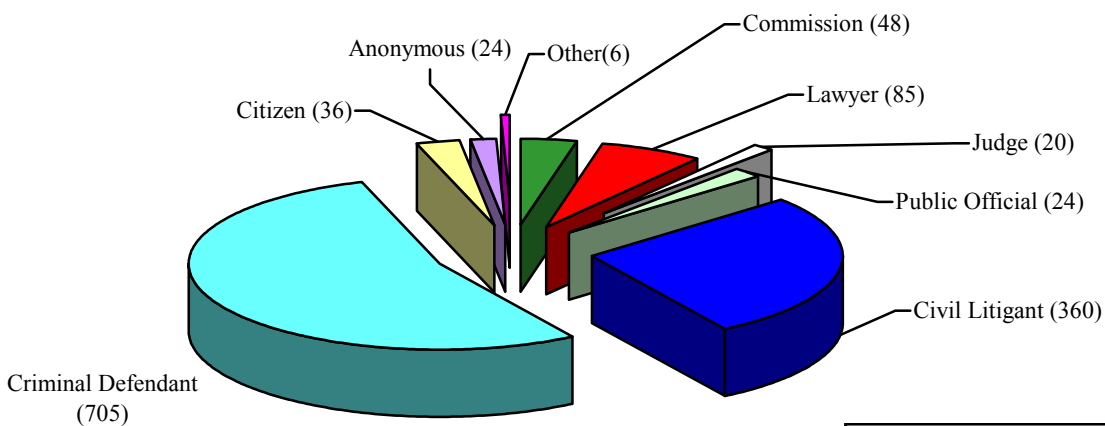 Commission (48)
Anonymous (24)
Other(6)
Lawyer (85)
Citizen (36)
Judge (20)
Public Official (24)
Civil Litigant (360)
Criminal Defendant
(705)